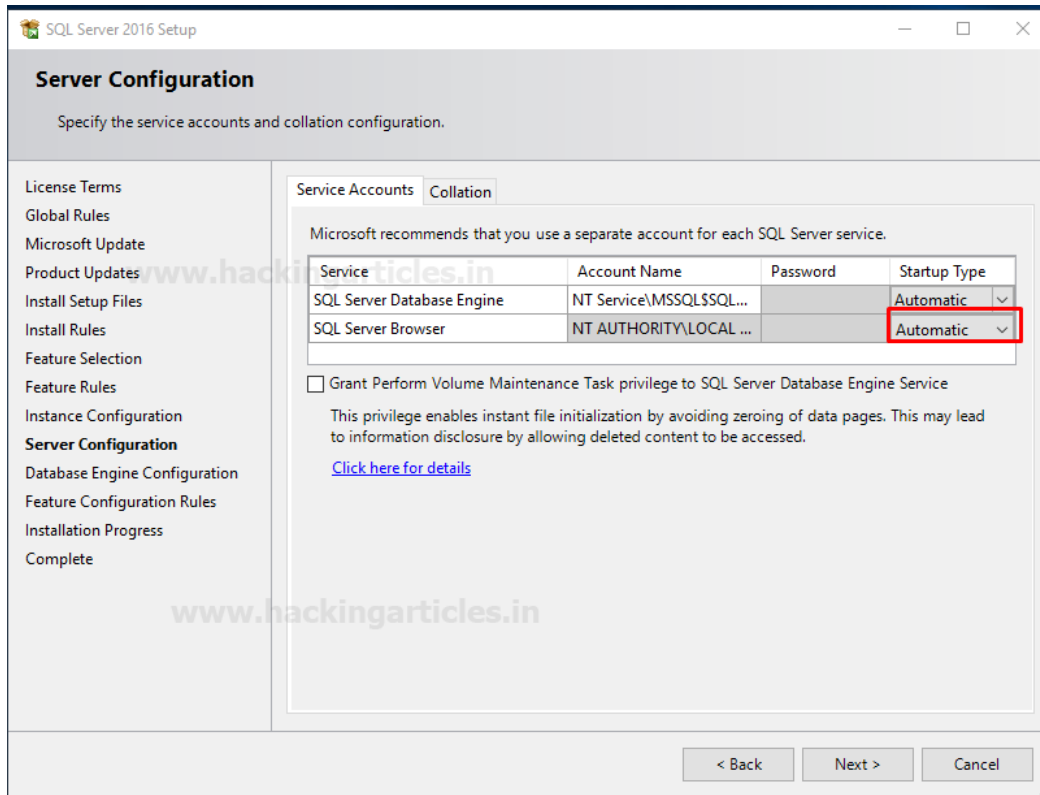 SQL Server 2016 Setup
Server Configuration
Specify the service accounts and collation configuration.
License Terms
Global Rules
Microsoft Update
Product Updates
Install Setup Files
Install Rules
Feature Selection
Feature Rules
Instance Configuration
Server Configuration
Database Engine Configuration
Feature Configuration Rules
Installation Progress
Complete
Service Accounts Collation
Microsoft recommends that you use a separate account for each SQL Server service.
www.hackingarticles.in
Service Account Name Password Startup Type
SQL Server Database Engine NT Service\MSSQL$SQL... Automatic
SQL Server Browser NT AUTHORITY\LOCAL ... Automatic
Grant Perform Volume Maintenance Task privilege to SQL Server Database Engine Service
This privilege enables instant file initialization by avoiding zeroing of data pages. This may lead
to information disclosure by allowing deleted content to be accessed.
Click here for details
www.hackingarticles.in
< Back Next > Cancel